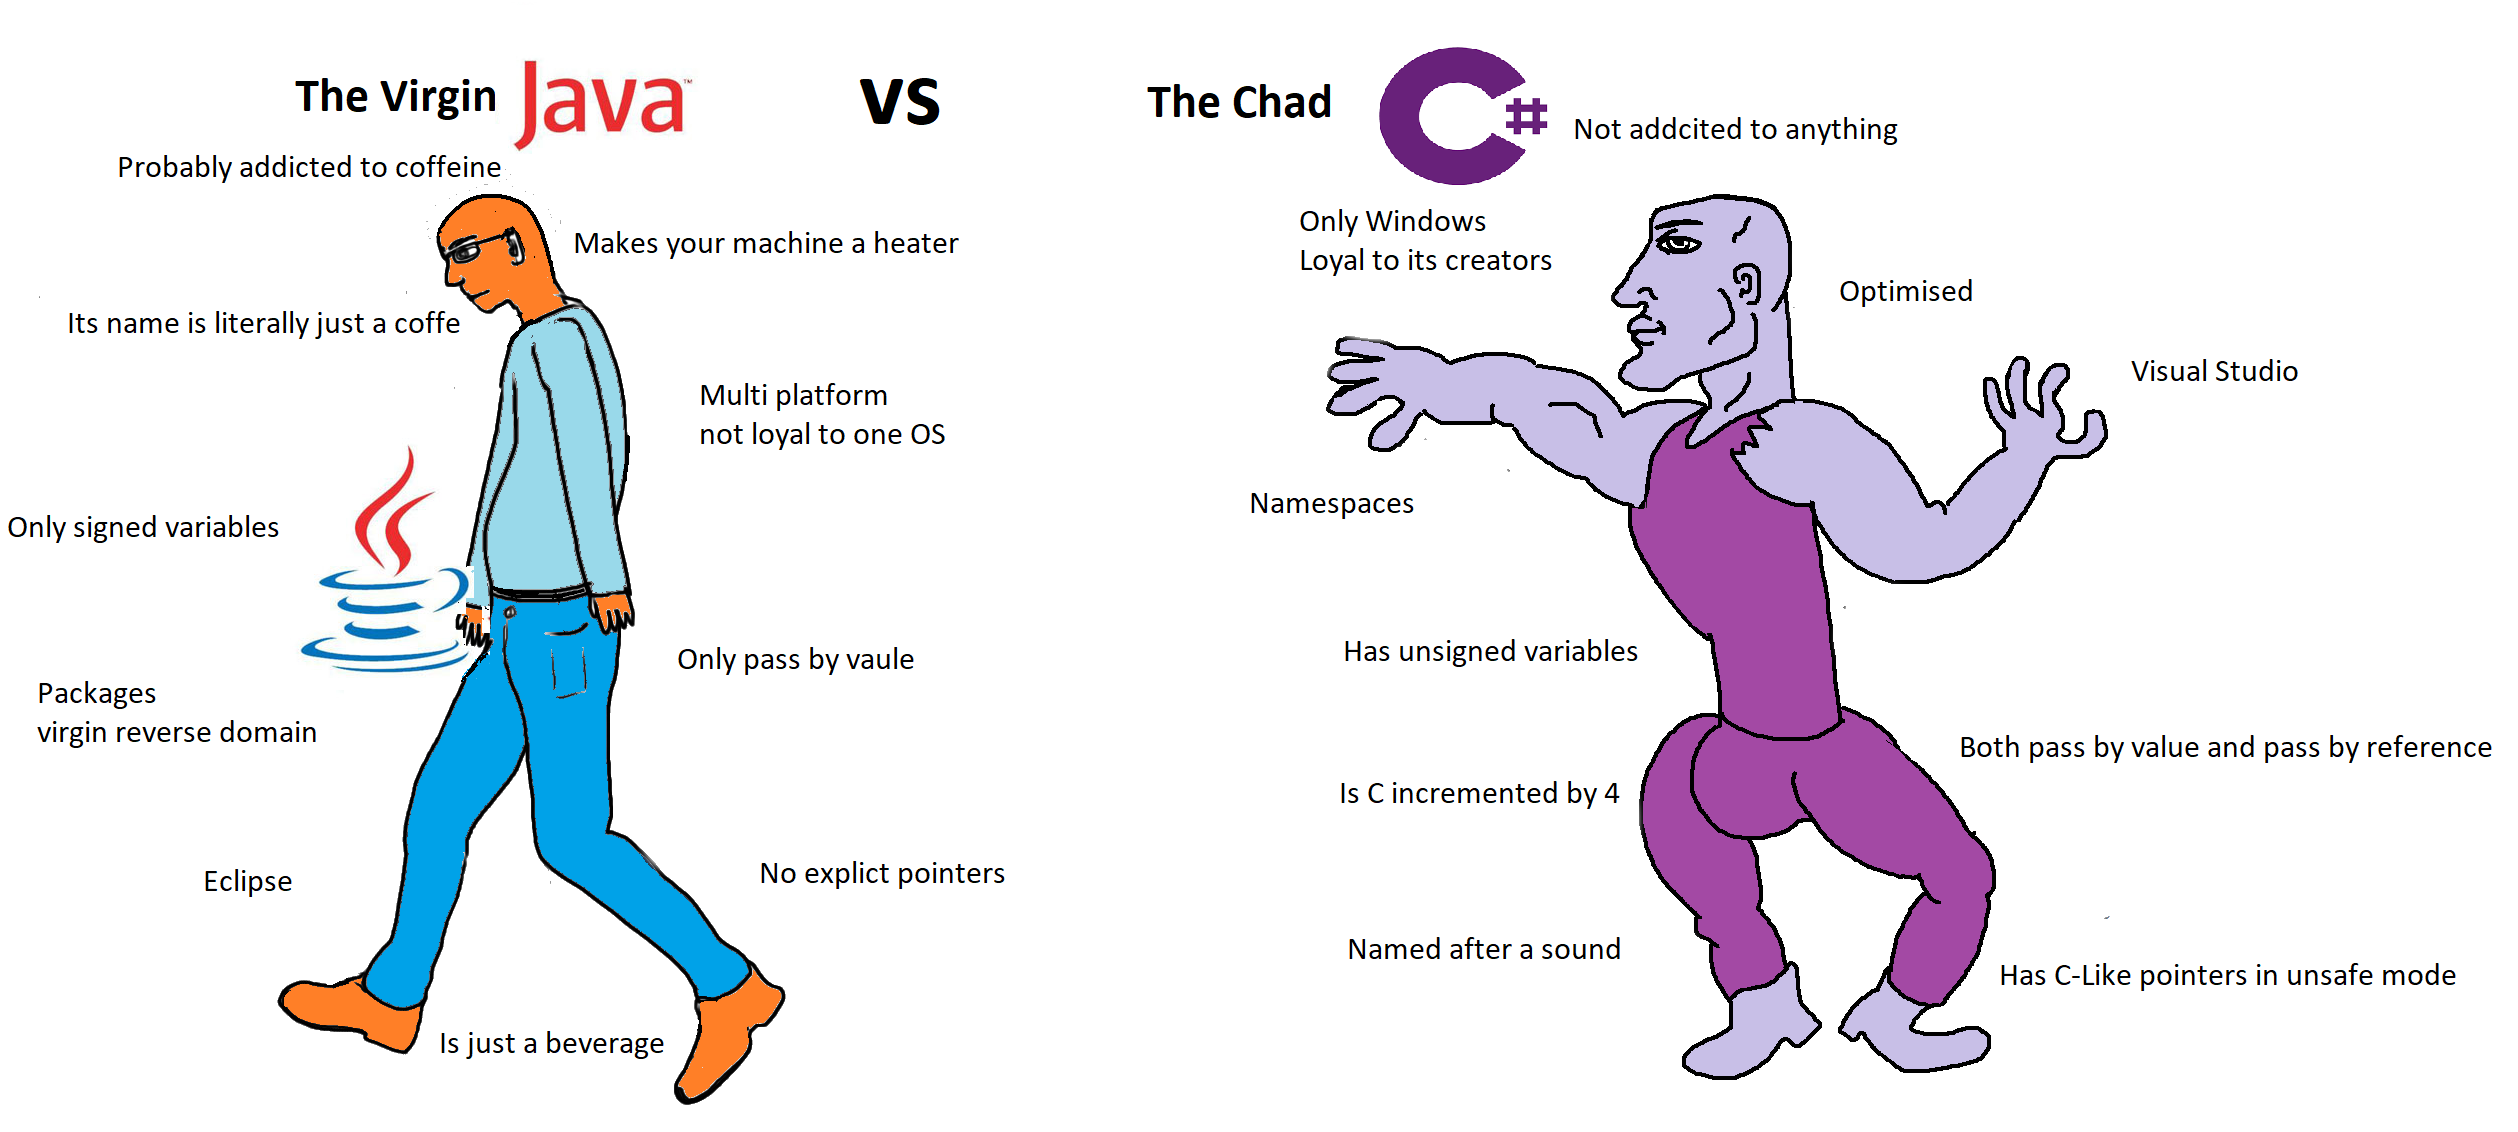 The Virgin Java™ vs The Chad C#
Not addcited to anything
Probably addicted to coffeine
Makes your machine a heater
Its name is literally just a coffe
Multi platform
not loyal to one OS
Only signed variables
Only pass by vaule
Packages
virgin reverse domain
Eclipse
No explict pointers
Is just a beverage
Only Windows
Loyal to its creators
Optimised
Visual Studio
Namespaces
Has unsigned variables
Both pass by value and pass by reference
Is C incremented by 4
Named after a sound
Has C-Like pointers in unsafe mode